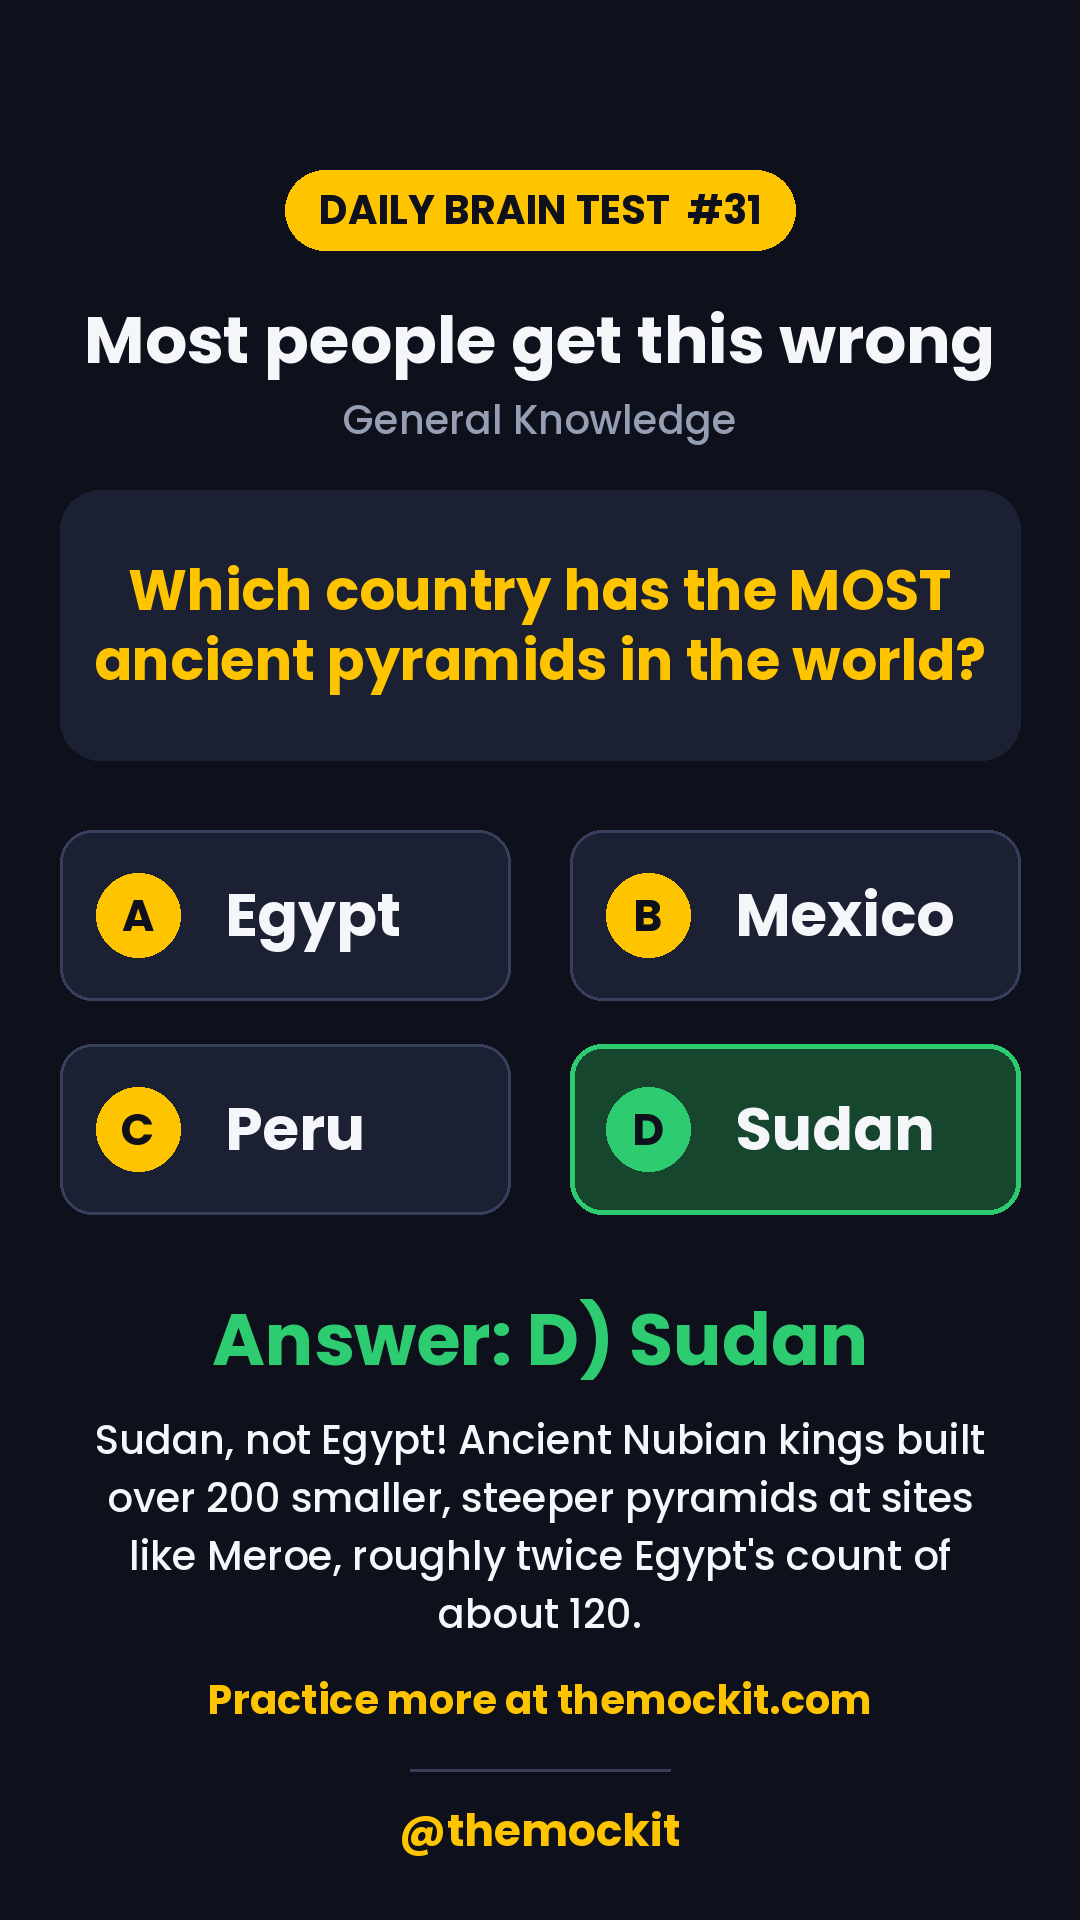 DAILY BRAIN TEST #31
Most people get this wrong
General Knowledge
Which country has the MOST
ancient pyramids in the world?
A Egypt
B Mexico
C Peru
D Sudan
Answer: D) Sudan
Sudan, not Egypt! Ancient Nubian kings built
over 200 smaller, steeper pyramids at sites
like Meroe, roughly twice Egypt's count of
about 120.
Practice more at themockit.com
@themockit